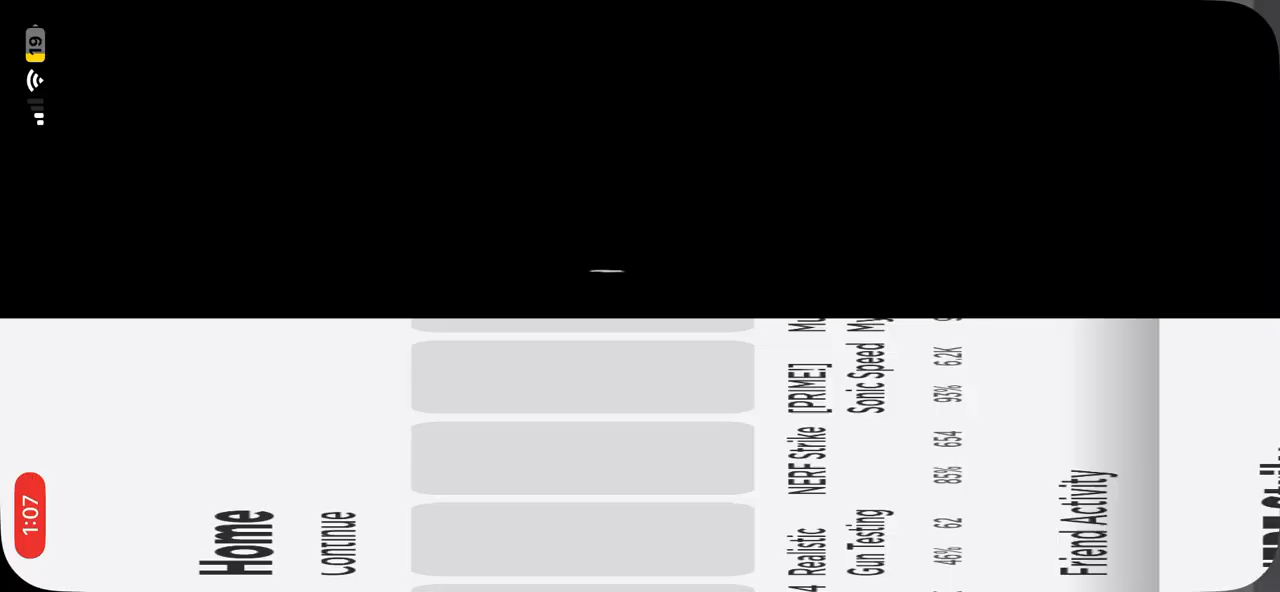 1:07
19
Home
Continue
Realistic
Gun Testing
46% 62
NERF Strike
85% 654
[PRIME!]
Sonic Speed
93% 6.2K
Friend Activity